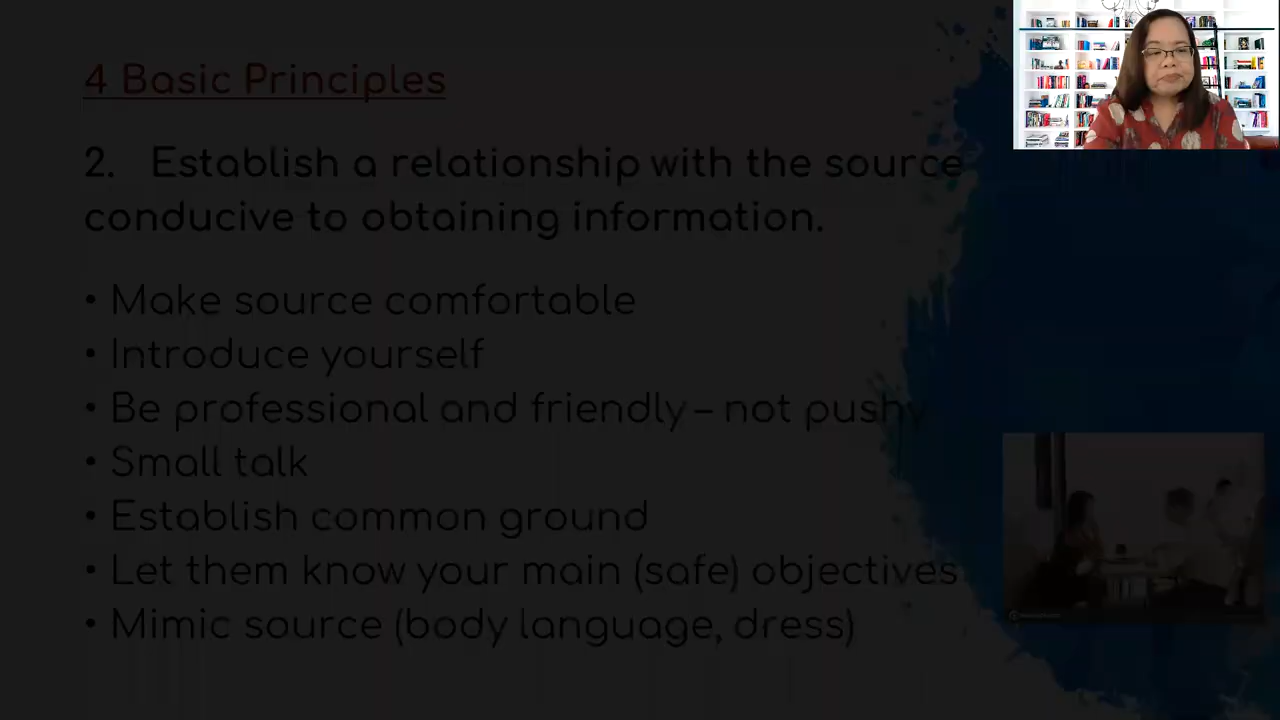 4 Basic Principles
2. Establish a relationship with the source
conducive to obtaining information.
• Make source comfortable
• Introduce yourself
• Be professional and friendly – not pushy
• Small talk
• Establish common ground
• Let them know your main (safe) objectives
• Mimic source (body language, dress)